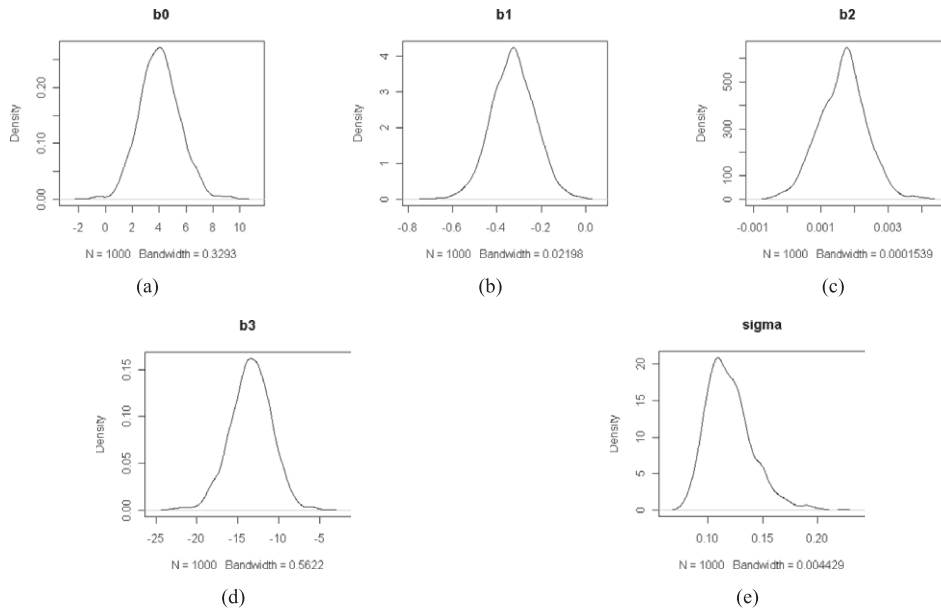 b0
Density
0.00 0.10 0.20
-2 0 2 4 6 8 10
N = 1000 Bandwidth = 0.3293
(a)
b1
Density
0 1 2 3 4
-0.8 -0.6 -0.4 -0.2 0.0
N = 1000 Bandwidth = 0.02198
(b)
b2
Density
0 100 300 500
-0.001 0.001 0.003
N = 1000 Bandwidth = 0.0001539
(c)
b3
Density
0.00 0.05 0.10 0.15
-25 -20 -15 -10 -5
N = 1000 Bandwidth = 0.5622
(d)
sigma
Density
0 5 10 15 20
0.10 0.15 0.20
N = 1000 Bandwidth = 0.004429
(e)